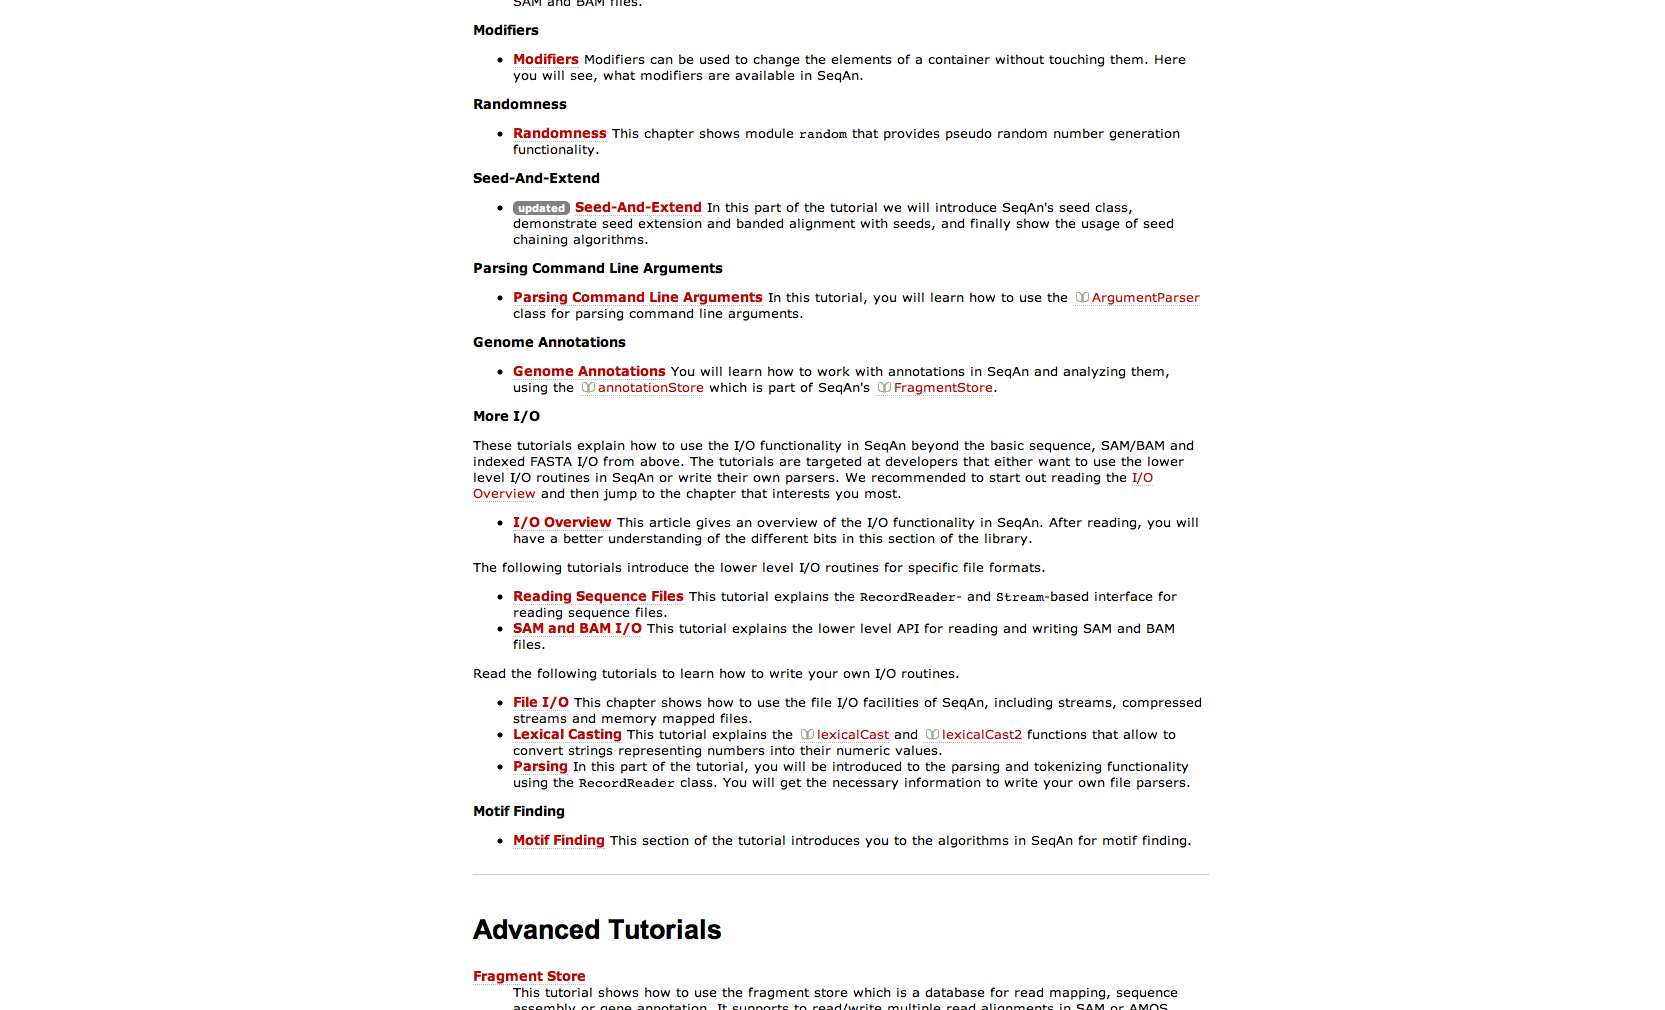 SAM and BAM files.
Modifiers
Modifiers Modifiers can be used to change the elements of a container without touching them. Here
you will see, what modifiers are available in SeqAn.
Randomness
Randomness This chapter shows module random that provides pseudo random number generation
functionality.
Seed-And-Extend
updated Seed-And-Extend In this part of the tutorial we will introduce SeqAn's seed class,
demonstrate seed extension and banded alignment with seeds, and finally show the usage of seed
chaining algorithms.
Parsing Command Line Arguments
Parsing Command Line Arguments In this tutorial, you will learn how to use the ArgumentParser
class for parsing command line arguments.
Genome Annotations
Genome Annotations You will learn how to work with annotations in SeqAn and analyzing them,
using the annotationStore which is part of SeqAn's FragmentStore.
More I/O
These tutorials explain how to use the I/O functionality in SeqAn beyond the basic sequence, SAM/BAM and
indexed FASTA I/O from above. The tutorials are targeted at developers that either want to use the lower
level I/O routines in SeqAn or write their own parsers. We recommended to start out reading the I/O
Overview and then jump to the chapter that interests you most.
I/O Overview This article gives an overview of the I/O functionality in SeqAn. After reading, you will
have a better understanding of the different bits in this section of the library.
The following tutorials introduce the lower level I/O routines for specific file formats.
Reading Sequence Files This tutorial explains the RecordReader- and Stream-based interface for
reading sequence files.
SAM and BAM I/O This tutorial explains the lower level API for reading and writing SAM and BAM
files.
Read the following tutorials to learn how to write your own I/O routines.
File I/O This chapter shows how to use the file I/O facilities of SeqAn, including streams, compressed
streams and memory mapped files.
Lexical Casting This tutorial explains the lexicalCast and lexicalCast2 functions that allow to
convert strings representing numbers into their numeric values.
Parsing In this part of the tutorial, you will be introduced to the parsing and tokenizing functionality
using the RecordReader class. You will get the necessary information to write your own file parsers.
Motif Finding
Motif Finding This section of the tutorial introduces you to the algorithms in SeqAn for motif finding.
Advanced Tutorials
Fragment Store
This tutorial shows how to use the fragment store which is a database for read mapping, sequence
assembly or gene annotation. It supports to read/write multiple read alignments in SAM or AMOS